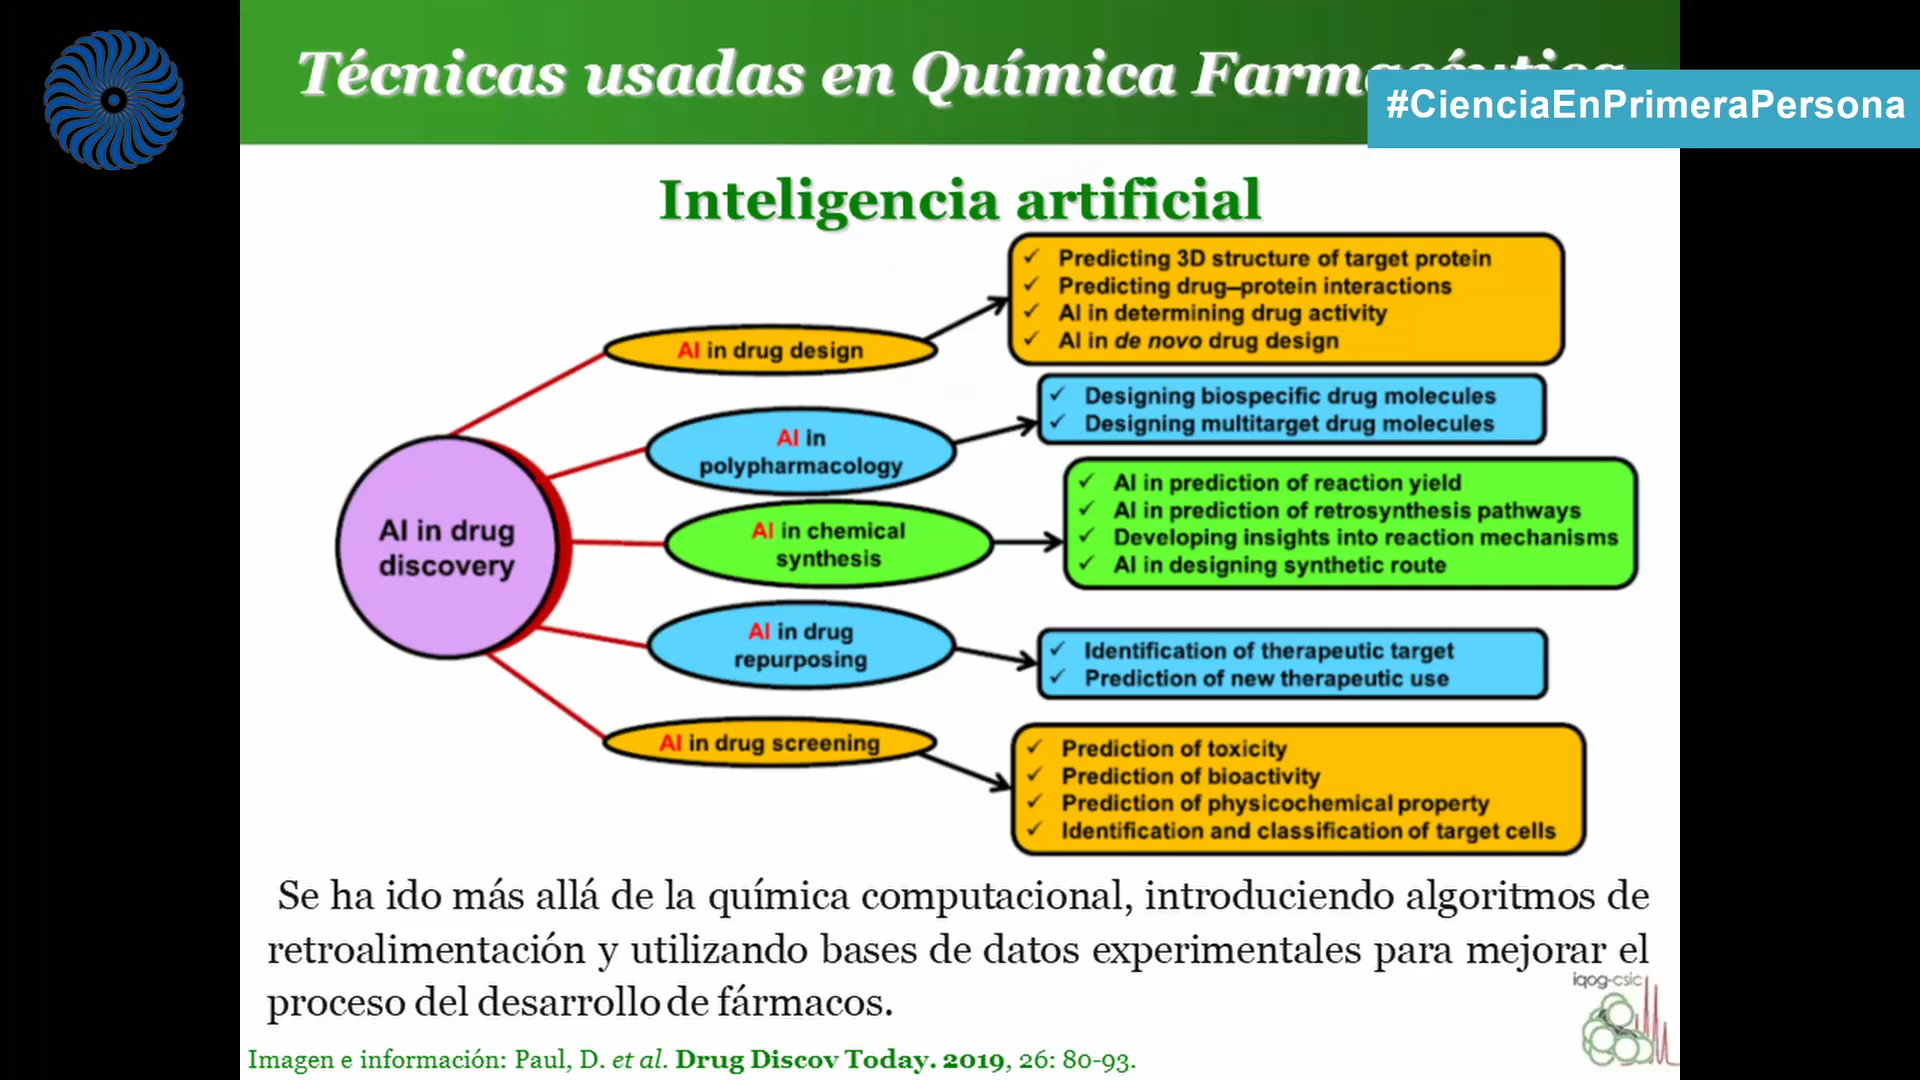 Técnicas usadas en Química
#CienciaEnPrimeraPersona
Inteligencia artificial
AI in drug
discovery
AI in drug design
✓ Predicting 3D structure of target protein
✓ Predicting drug–protein interactions
✓ AI in determining drug activity
✓ AI in de novo drug design
AI in
polypharmacology
✓ Designing biospecific drug molecules
✓ Designing multitarget drug molecules
AI in chemical
synthesis
✓ AI in prediction of reaction yield
✓ AI in prediction of retrosynthesis pathways
✓ Developing insights into reaction mechanisms
✓ AI in designing synthetic route
AI in drug
repurposing
✓ Identification of therapeutic target
✓ Prediction of new therapeutic use
AI in drug screening
✓ Prediction of toxicity
✓ Prediction of bioactivity
✓ Prediction of physicochemical property
✓ Identification and classification of target cells
Se ha ido más allá de la química computacional, introduciendo algoritmos de
retroalimentación y utilizando bases de datos experimentales para mejorar el
proceso del desarrollo de fármacos.
iqog-csic
Imagen e información: Paul, D. et al. Drug Discov Today. 2019, 26: 80-93.